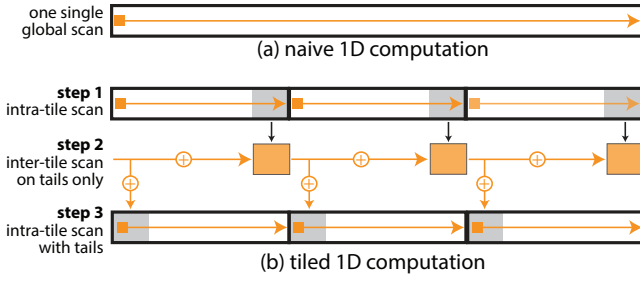 one single
global scan
(a) naive 1D computation
step 1
intra-tile scan
step 2
inter-tile scan
on tails only
step 3
intra-tile scan
with tails
(b) tiled 1D computation